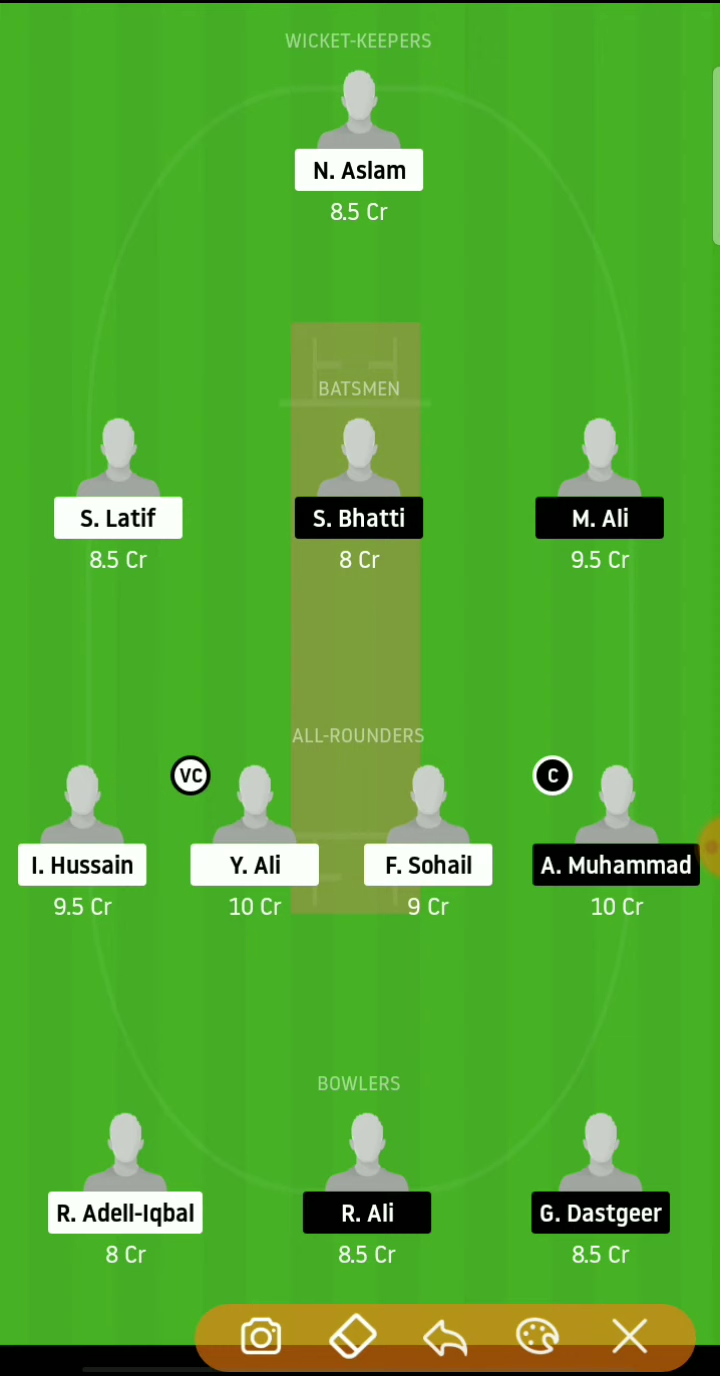 WICKET-KEEPERS
N. Aslam
8.5 Cr
BATSMEN
S. Latif
S. Bhatti
M. Ali
8.5 Cr
8 Cr
9.5 Cr
ALL-ROUNDERS
VC
C
I. Hussain
Y. Ali
F. Sohail
A. Muhammad
9.5 Cr
10 Cr
9 Cr
10 Cr
BOWLERS
R. Adell-Iqbal
R. Ali
G. Dastgeer
8 Cr
8.5 Cr
8.5 Cr